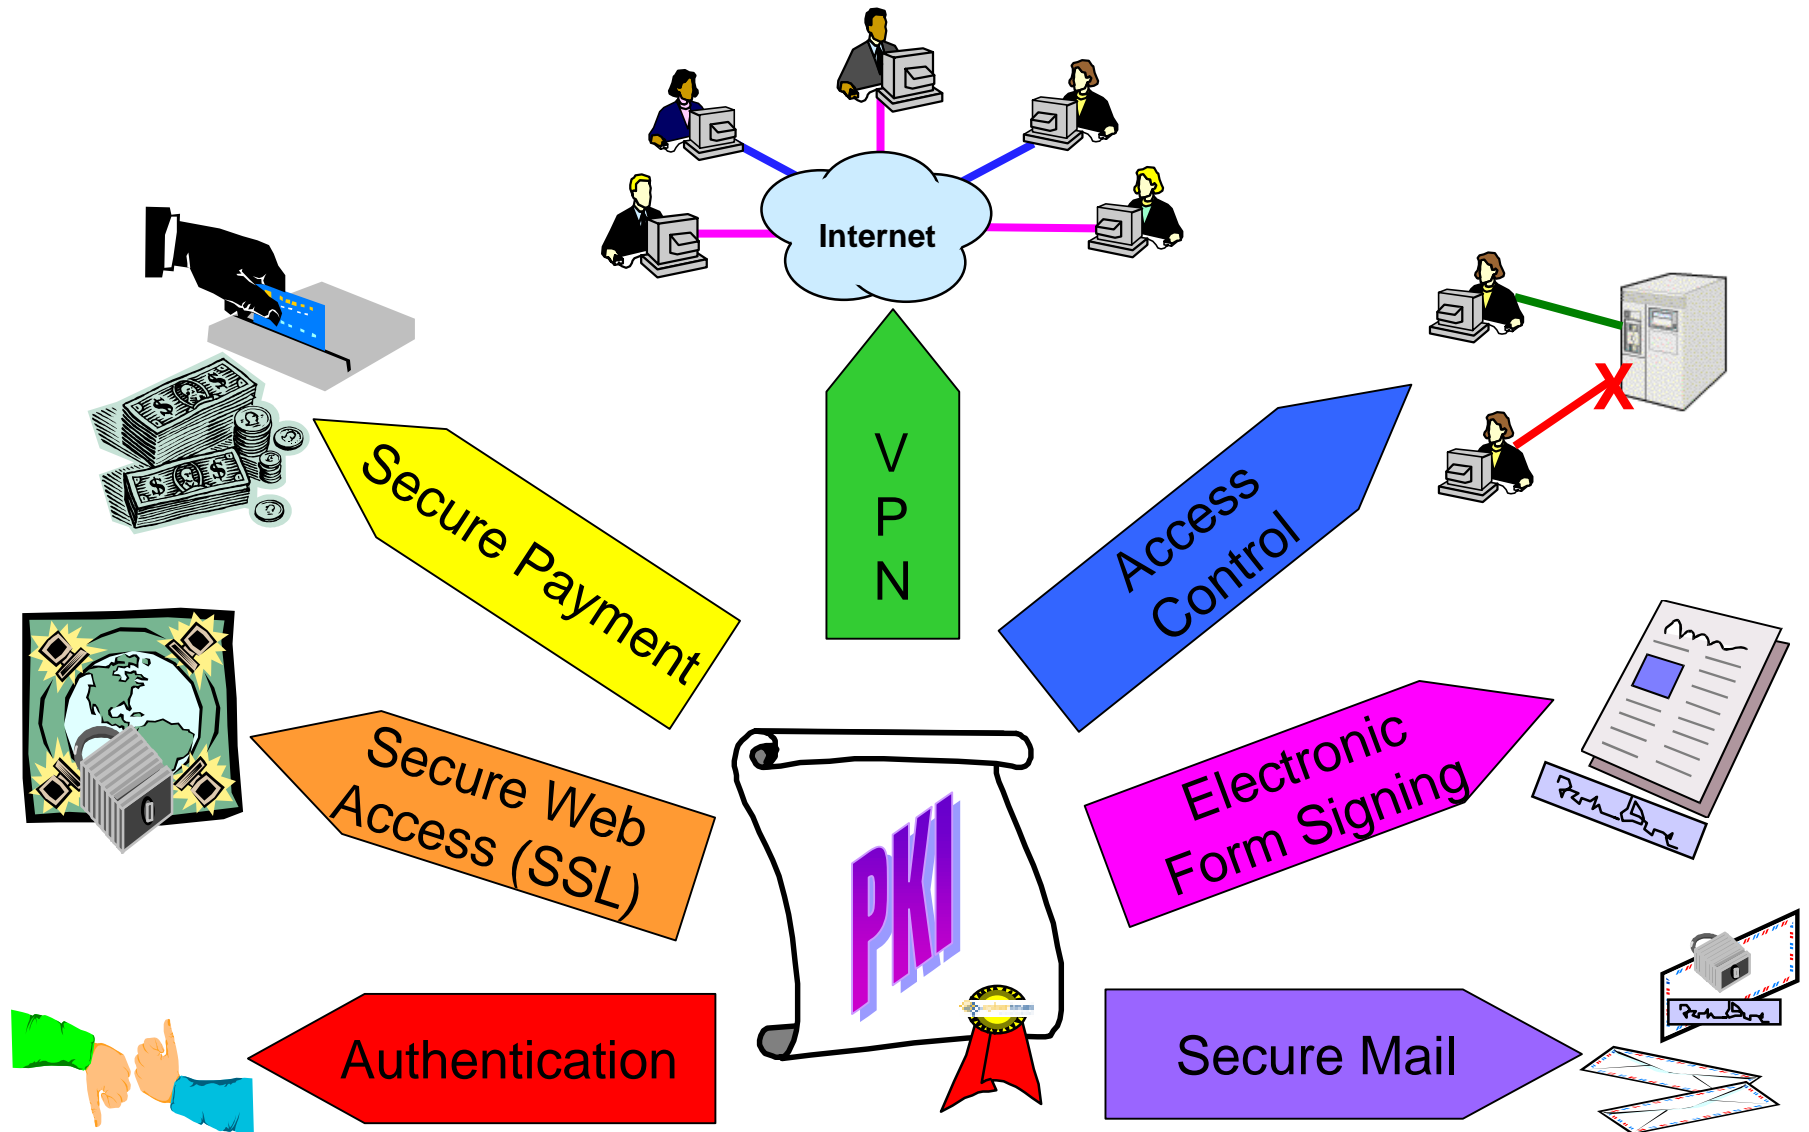 Internet
V
P
N
Secure Payment
Access
Control
X
Secure Web
Access (SSL)
Electronic
Form Signing
PKI
Authentication
Secure Mail